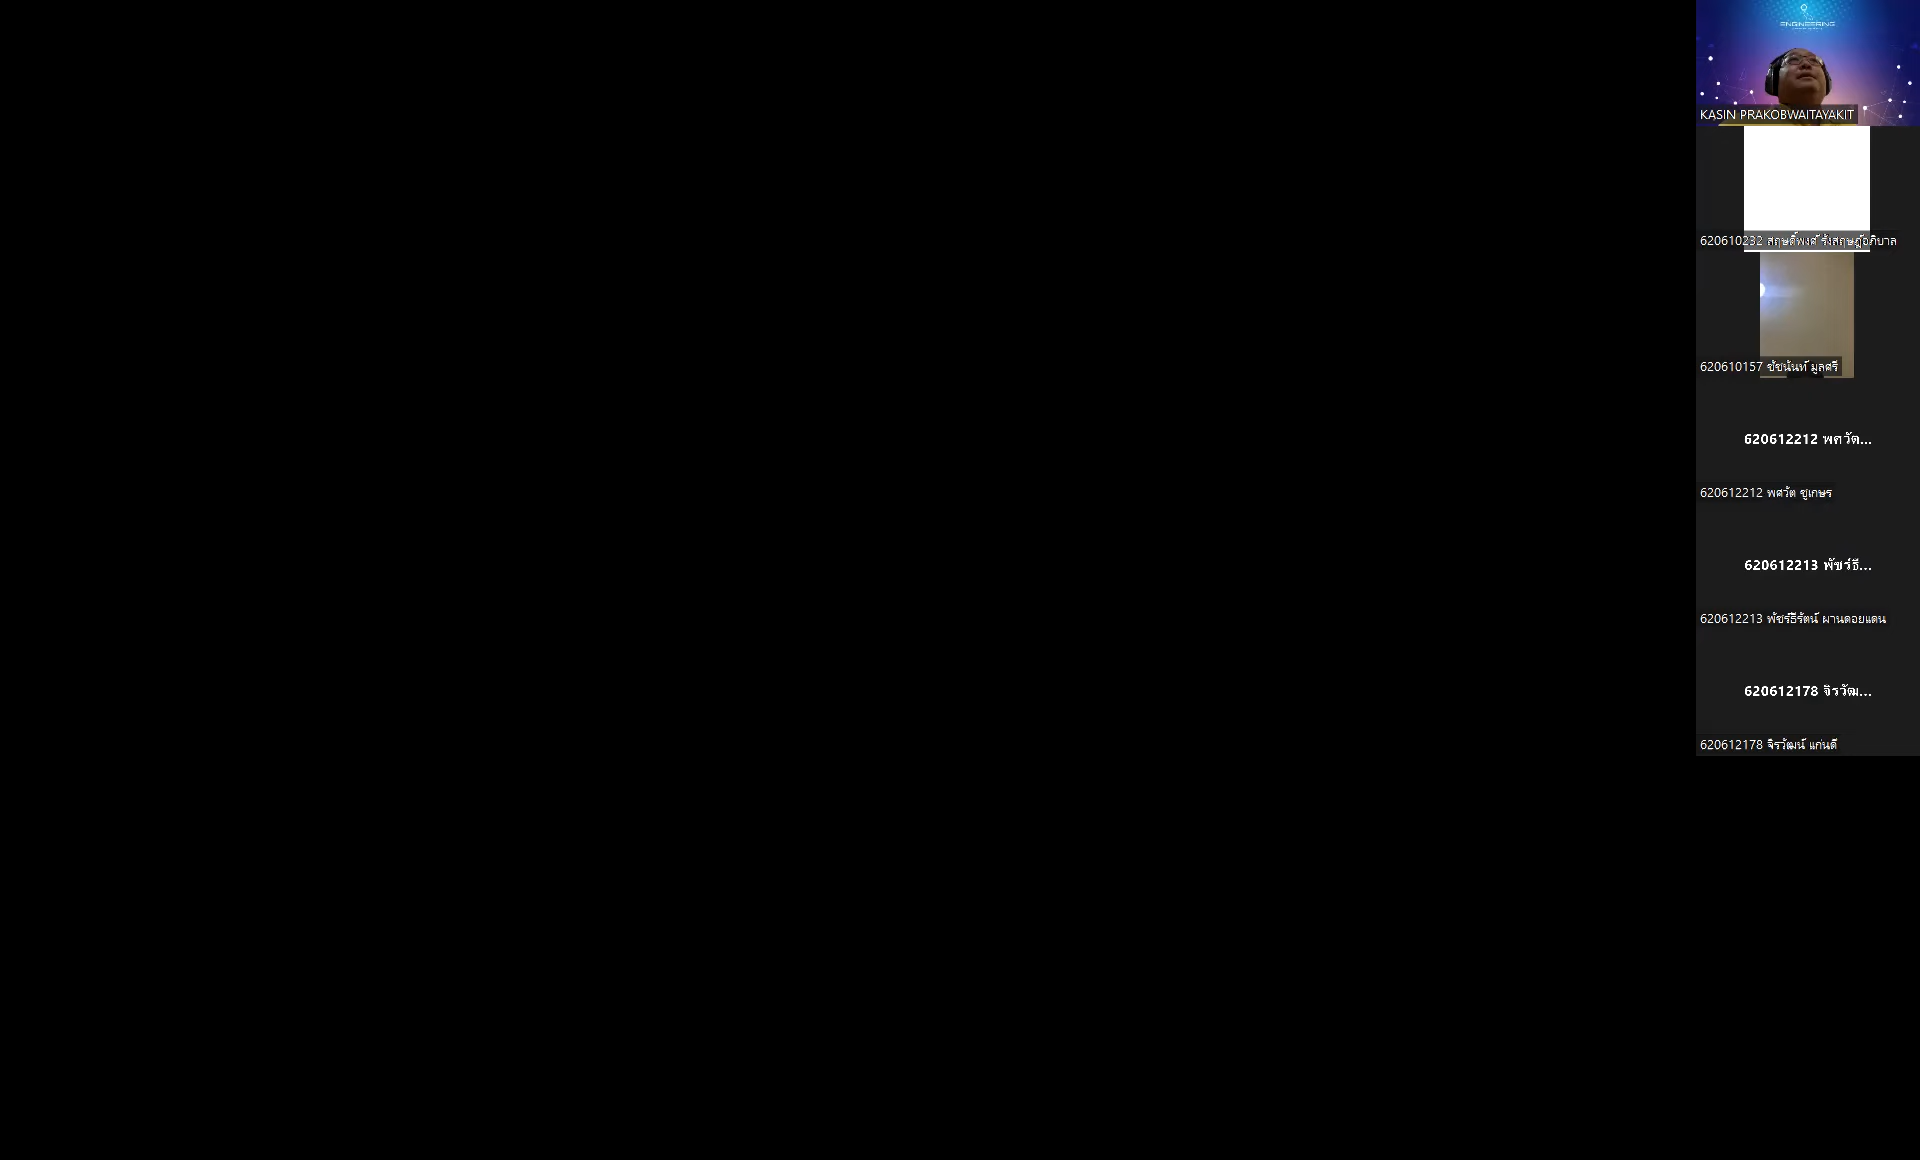 ENGINEERING
KASIN PRAKOBWAITAYAKIT
620610232 สฤษดิ์พงศ์ รังสฤษฎ์อภิบาล
620610157 ชัชนันท์ มูลศรี
620612212 พศวัต...
620612212 พศวัต ชูเกษร
620612213 พัชร์ธี...
620612213 พัชร์ธีรัตน์ ผานดอยแดน
620612178 จิรวัฒ...
620612178 จิรวัฒน์ แก่นดี